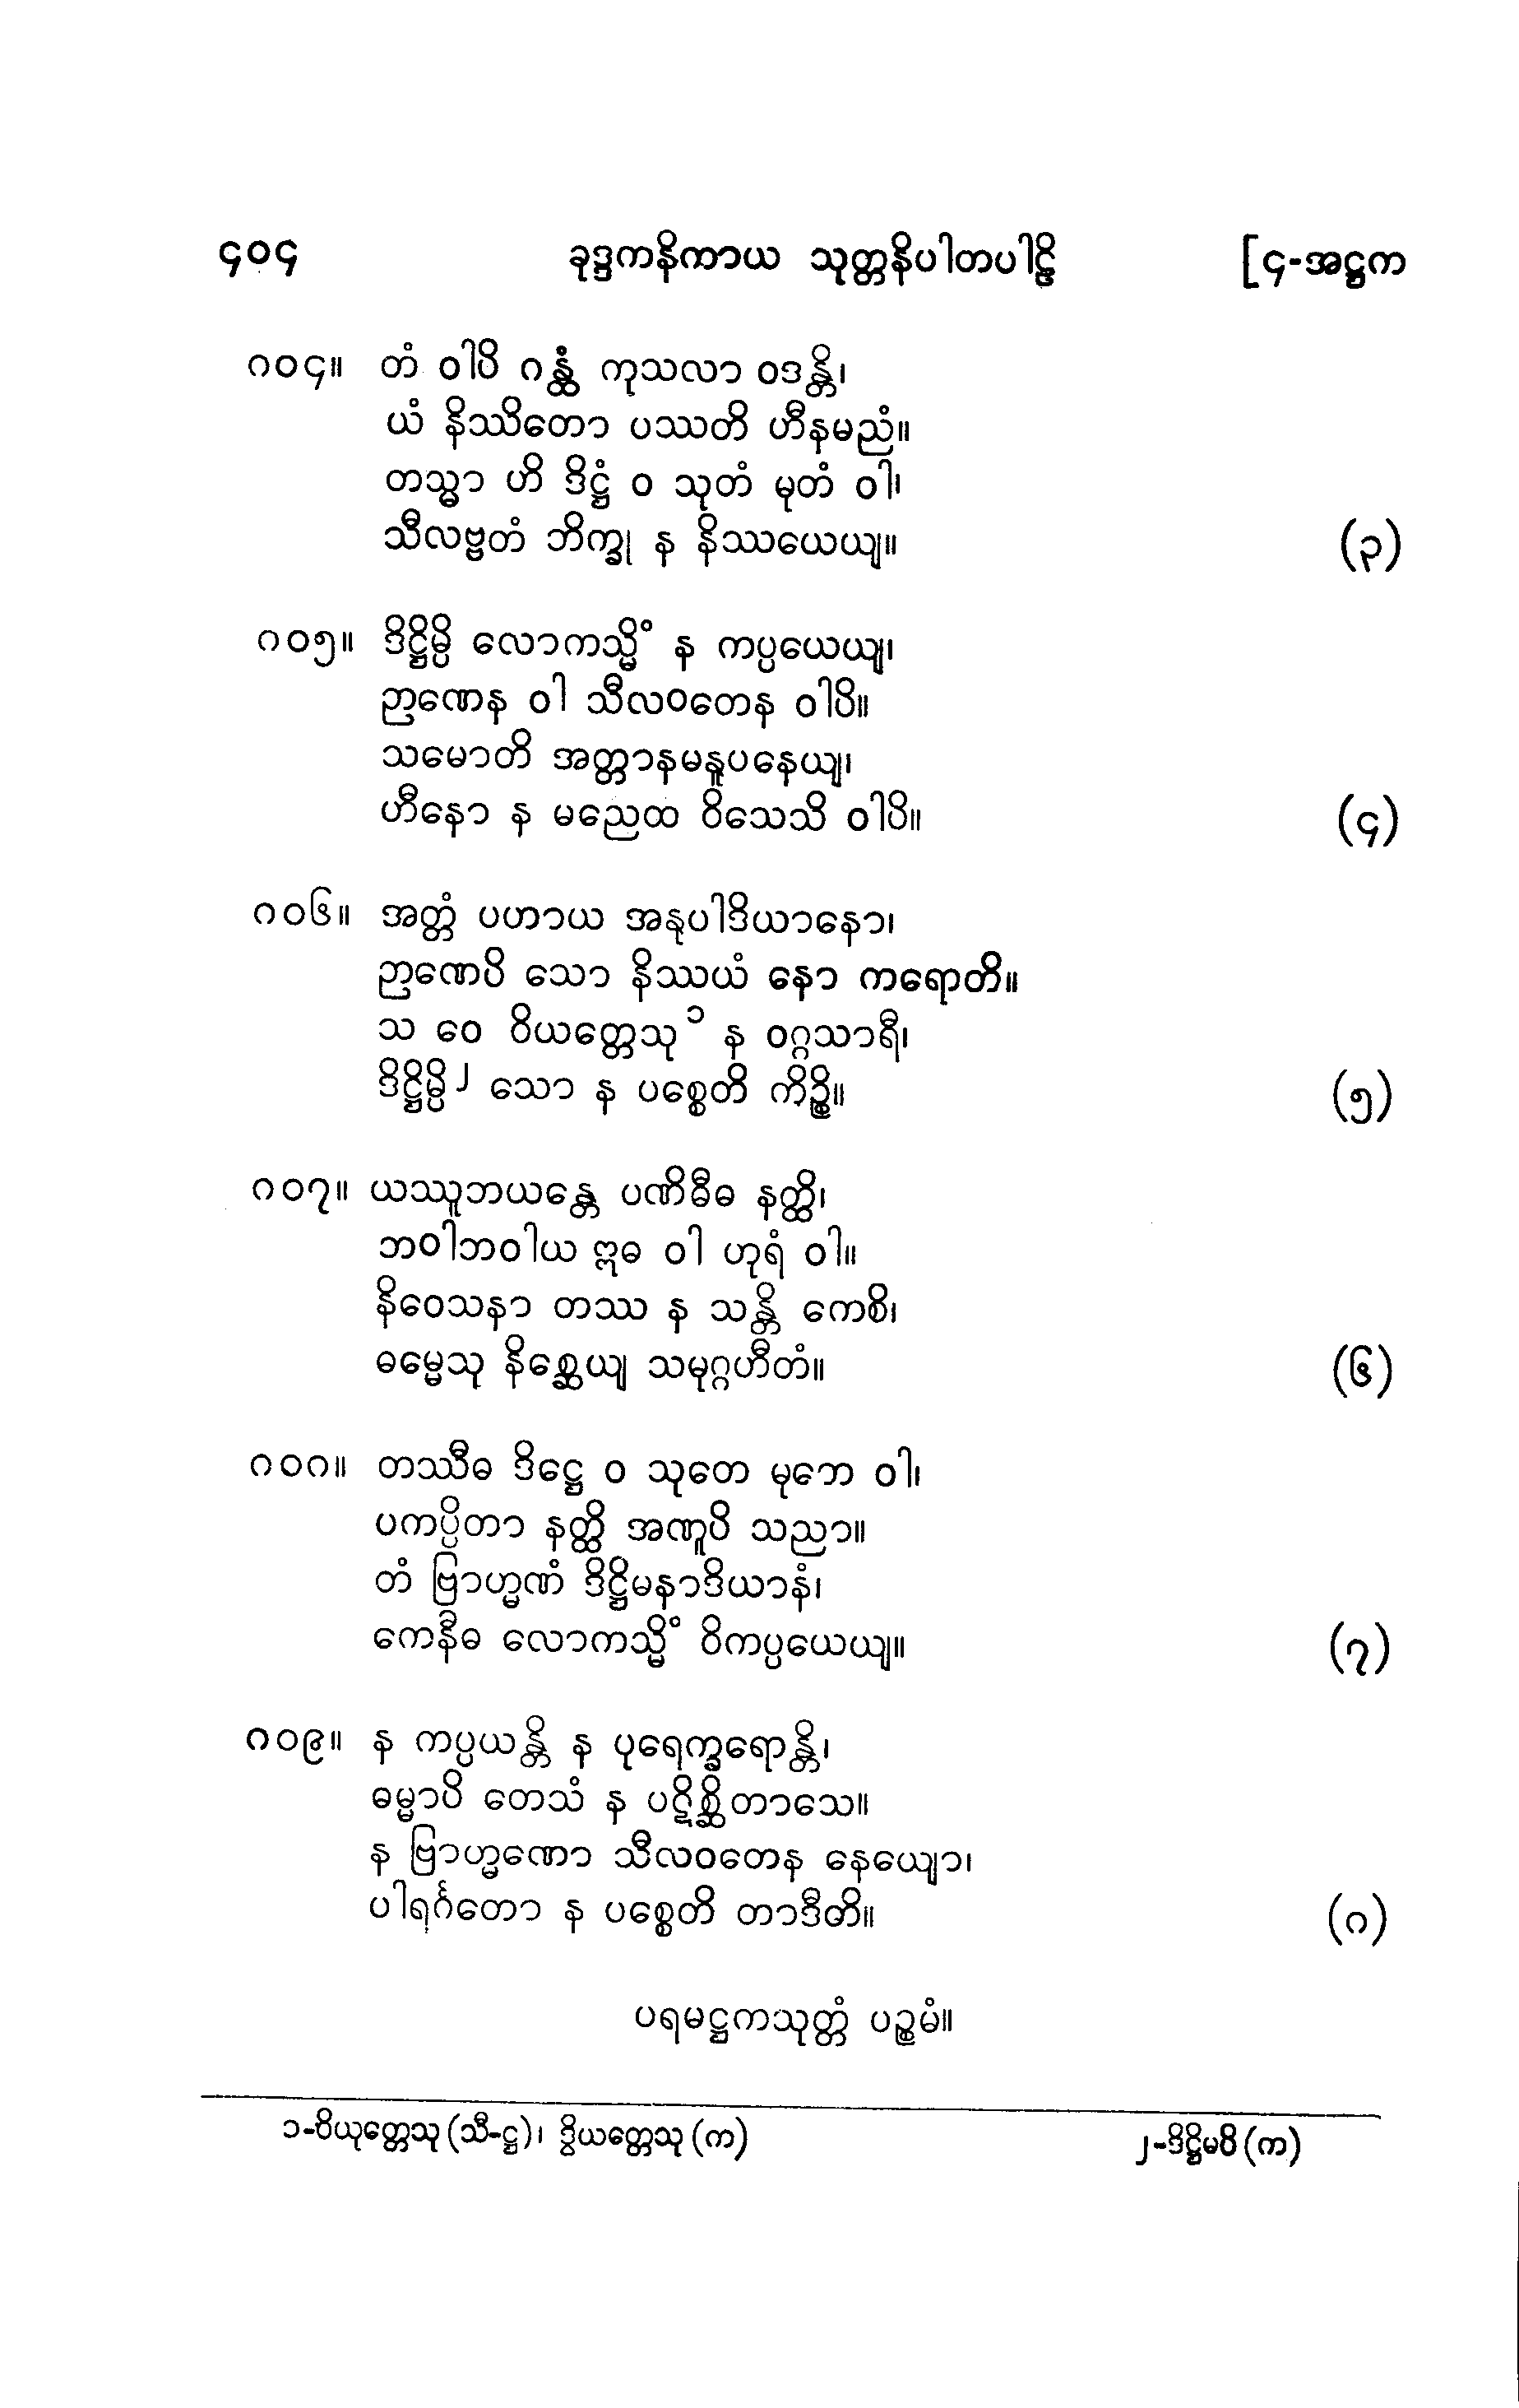 ၄၀၄ ခုဒ္ဒကနိကာယ သုတ္တနိပါတပါဠိ [၄-အဋ္ဌက
၈၀၄။ တံ ဝါပိ ဂန္ထံ ကုသလာ ဝဒန္တိ၊
ယံ နိဿိတော ပဿတိ ဟီနမညံ။
တသ္မာ ဟိ ဒိဋ္ဌံ ဝ သုတံ မုတံ ဝါ၊
သီလဗ္ဗတံ ဘိက္ခု န နိဿယေယျ။ (၃)
၈၀၅။ ဒိဋ္ဌိမ္ပိ လောကသ္မိံ န ကပ္ပယေယျ၊
ဉာဏေန ဝါ သီလဝတေန ဝါပိ။
သမောတိ အတ္တာနမနူပနေယျ၊
ဟီနော န မညေထ ဝိသေသိ ဝါပိ။ (၄)
၈၀၆။ အတ္တံ ပဟာယ အနုပါဒိယာနော၊
ဉာဏေပိ သော နိဿယံ နော ကရောတိ။
သ ဝေ ဝိယတ္တေသု ၁ န ဝဂ္ဂသာရီ၊
ဒိဋ္ဌိမ္ပိ ၂ သော န ပစ္စေတိ ကိဉ္စိ။ (၅)
၈၀၇။ ယဿူဘယန္တေ ပဏိဓီဓ နတ္ထိ၊
ဘဝါဘဝါယ ဣဓ ဝါ ဟုရံ ဝါ။
နိဝေသနာ တဿ န သန္တိ ကေစိ၊
ဓမ္မေသု နိစ္ဆေယျ သမုဂ္ဂဟီတံ။ (၆)
၈၀၈။ တဿီဓ ဒိဋ္ဌေ ဝ သုတေ မုတေ ဝါ၊
ပကပ္ပိတာ နတ္ထိ အဏူပိ သညာ။
တံ ဗြာဟ္မဏံ ဒိဋ္ဌိမနာဒိယာနံ၊
ကေနီဓ လောကသ္မိံ ဝိကပ္ပယေယျ။ (၇)
၈၀၉။ န ကပ္ပယန္တိ န ပုရေက္ခရောန္တိ၊
ဓမ္မာပိ တေသံ န ပဋိစ္ဆိတာသေ။
န ဗြာဟ္မဏော သီလဝတေန နေယျော၊
ပါရင်္ဂတော န ပစ္စေတိ တာဒီတိ။ (၈)
ပရမဋ္ဌကသုတ္တံ ပဉ္စမံ။
၁-ဝိယုတ္တေသု (သီ-ဋ္ဌ)၊ ဒွိယတ္တေသု (က) ၂-ဒိဋ္ဌိမပိ (က)